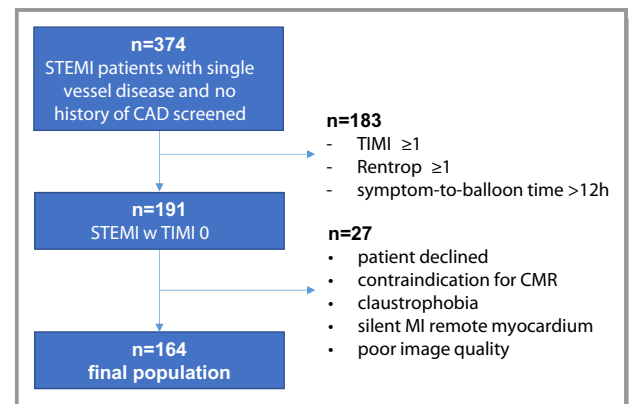 n=374
STEMI patients with single
vessel disease and no
history of CAD screened
n=183
- TIMI ≥1
- Rentrop ≥1
- symptom-to-balloon time >12h
n=191
STEMI w TIMI 0
n=27
• patient declined
• contraindication for CMR
• claustrophobia
• silent MI remote myocardium
• poor image quality
n=164
final population